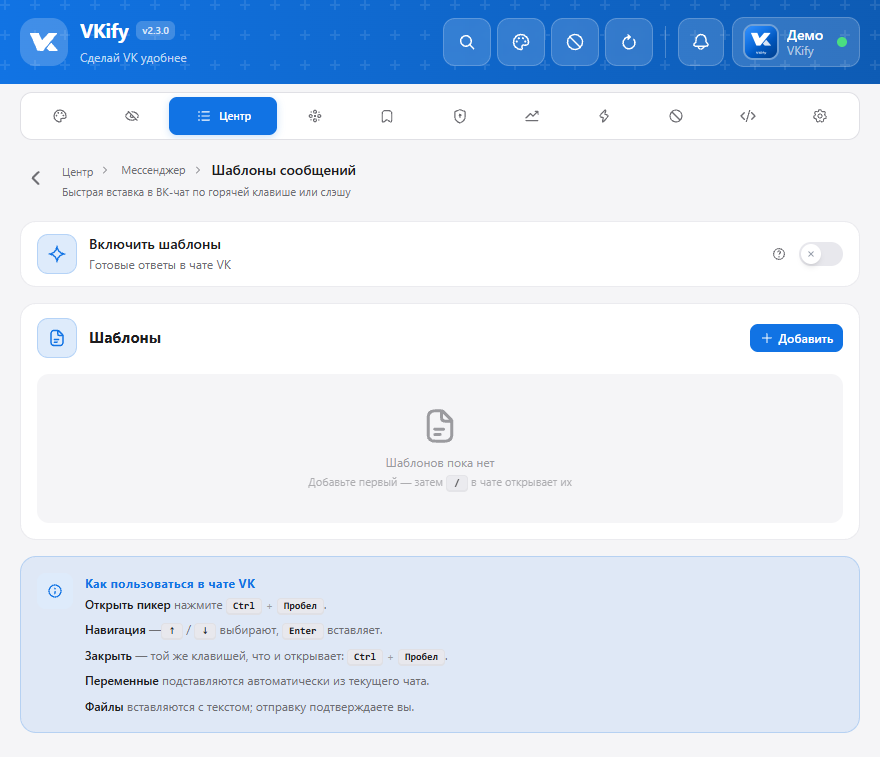 VKify v2.3.0
Сделай VK удобнее
Демо
VKify
Центр
Центр > Мессенджер > Шаблоны сообщений
Быстрая вставка в ВК-чат по горячей клавише или слэшу
Включить шаблоны
Готовые ответы в чате VK
Шаблоны
+ Добавить
Шаблонов пока нет
Добавьте первый — затем / в чате открывает их
Как пользоваться в чате VK
Открыть пикер нажмите Ctrl + Пробел .
Навигация — ↑ / ↓ выбирают, Enter вставляет.
Закрыть — той же клавишей, что и открывает: Ctrl + Пробел .
Переменные подставляются автоматически из текущего чата.
Файлы вставляются с текстом; отправку подтверждаете вы.